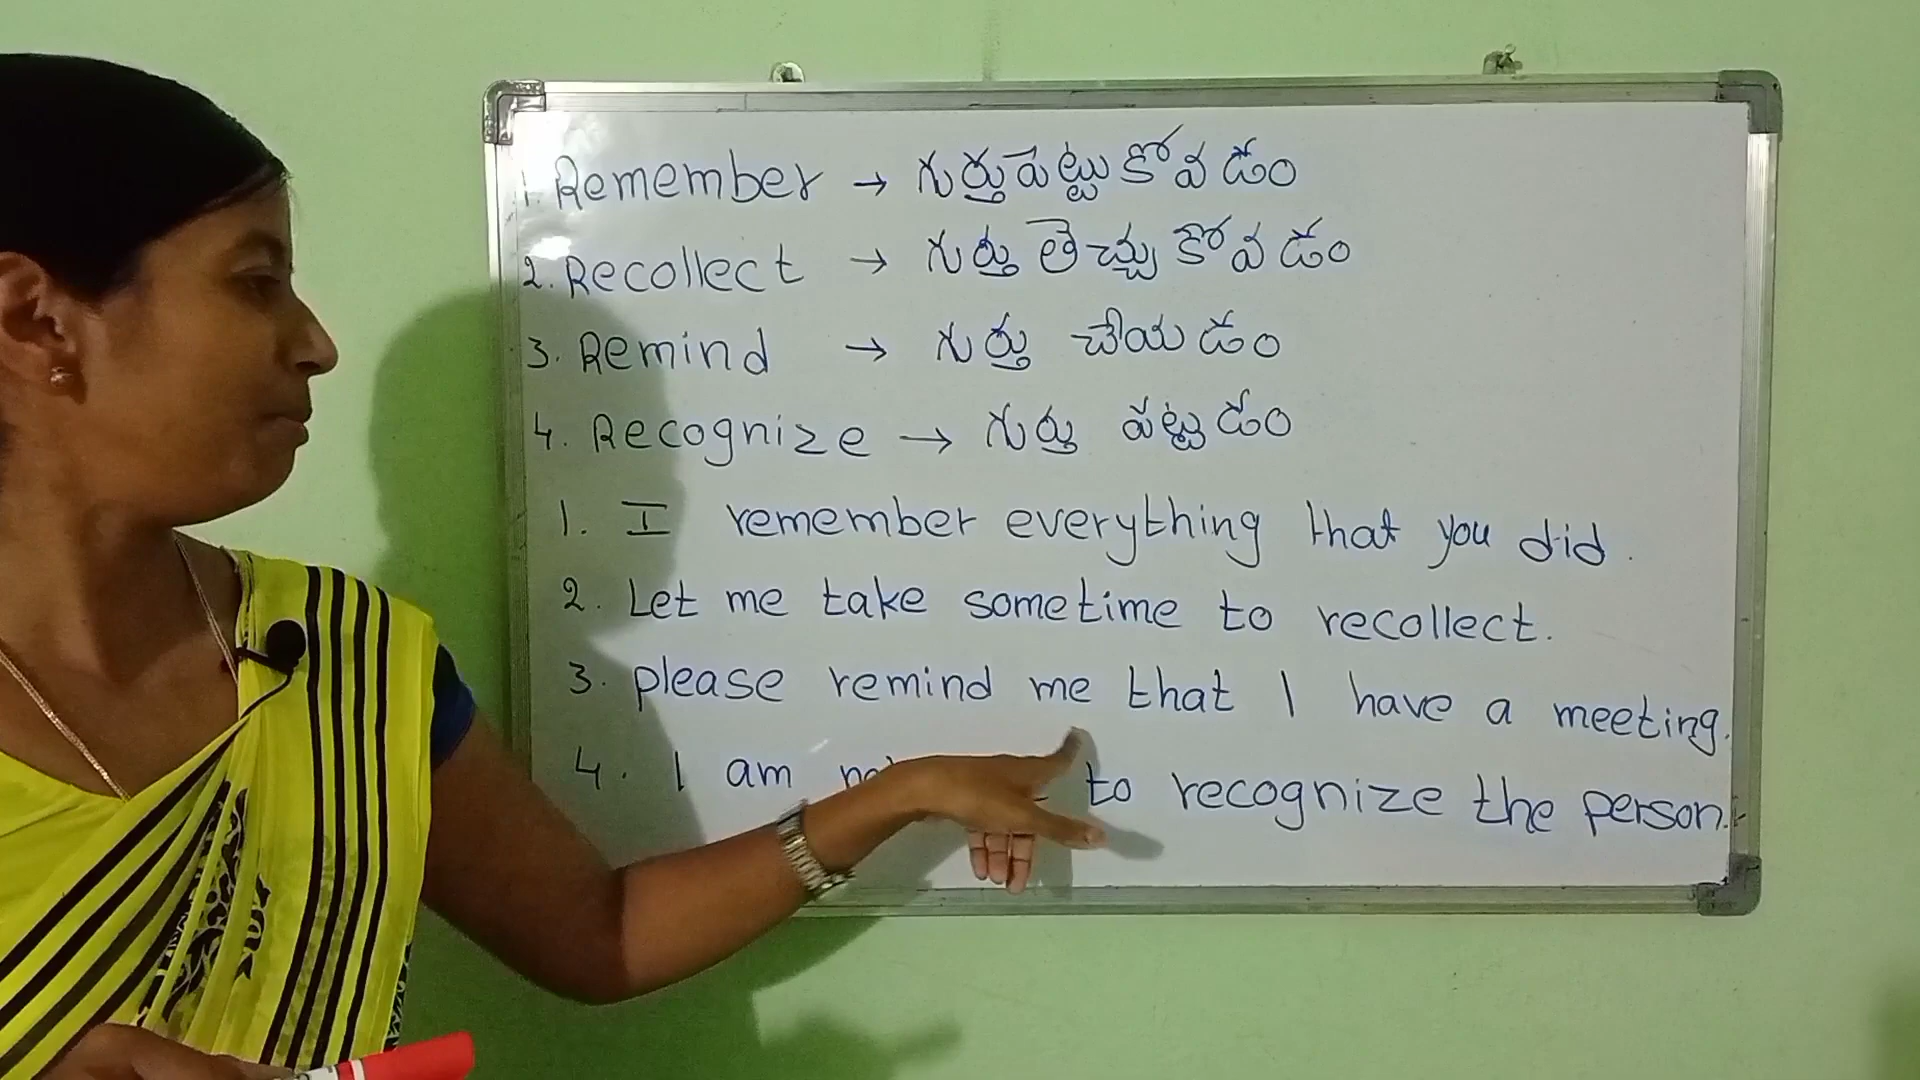 1. Remember → గుర్తుపెట్టుకోవడం
2. Recollect → గుర్తు తెచ్చుకోవడం
3. Remind → గుర్తు చేయడం
4. Recognize → గుర్తు పట్టడం
1. I remember everything that you did.
2. Let me take sometime to recollect.
3. please remind me that I have a meeting.
4. I am to recognize the person.